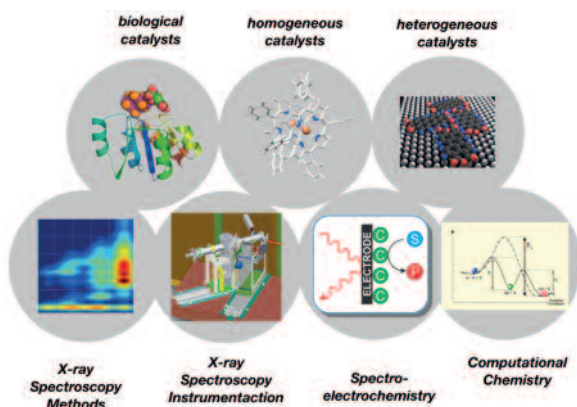 biological
catalysts
homogeneous
catalysts
heterogeneous
catalysts
ELECTRODE
C
C
C
C
S
P
X-ray
Spectroscopy
Methods
X-ray
Spectroscopy
Instrumentaction
Spectro-
electrochemistry
Computational
Chemistry